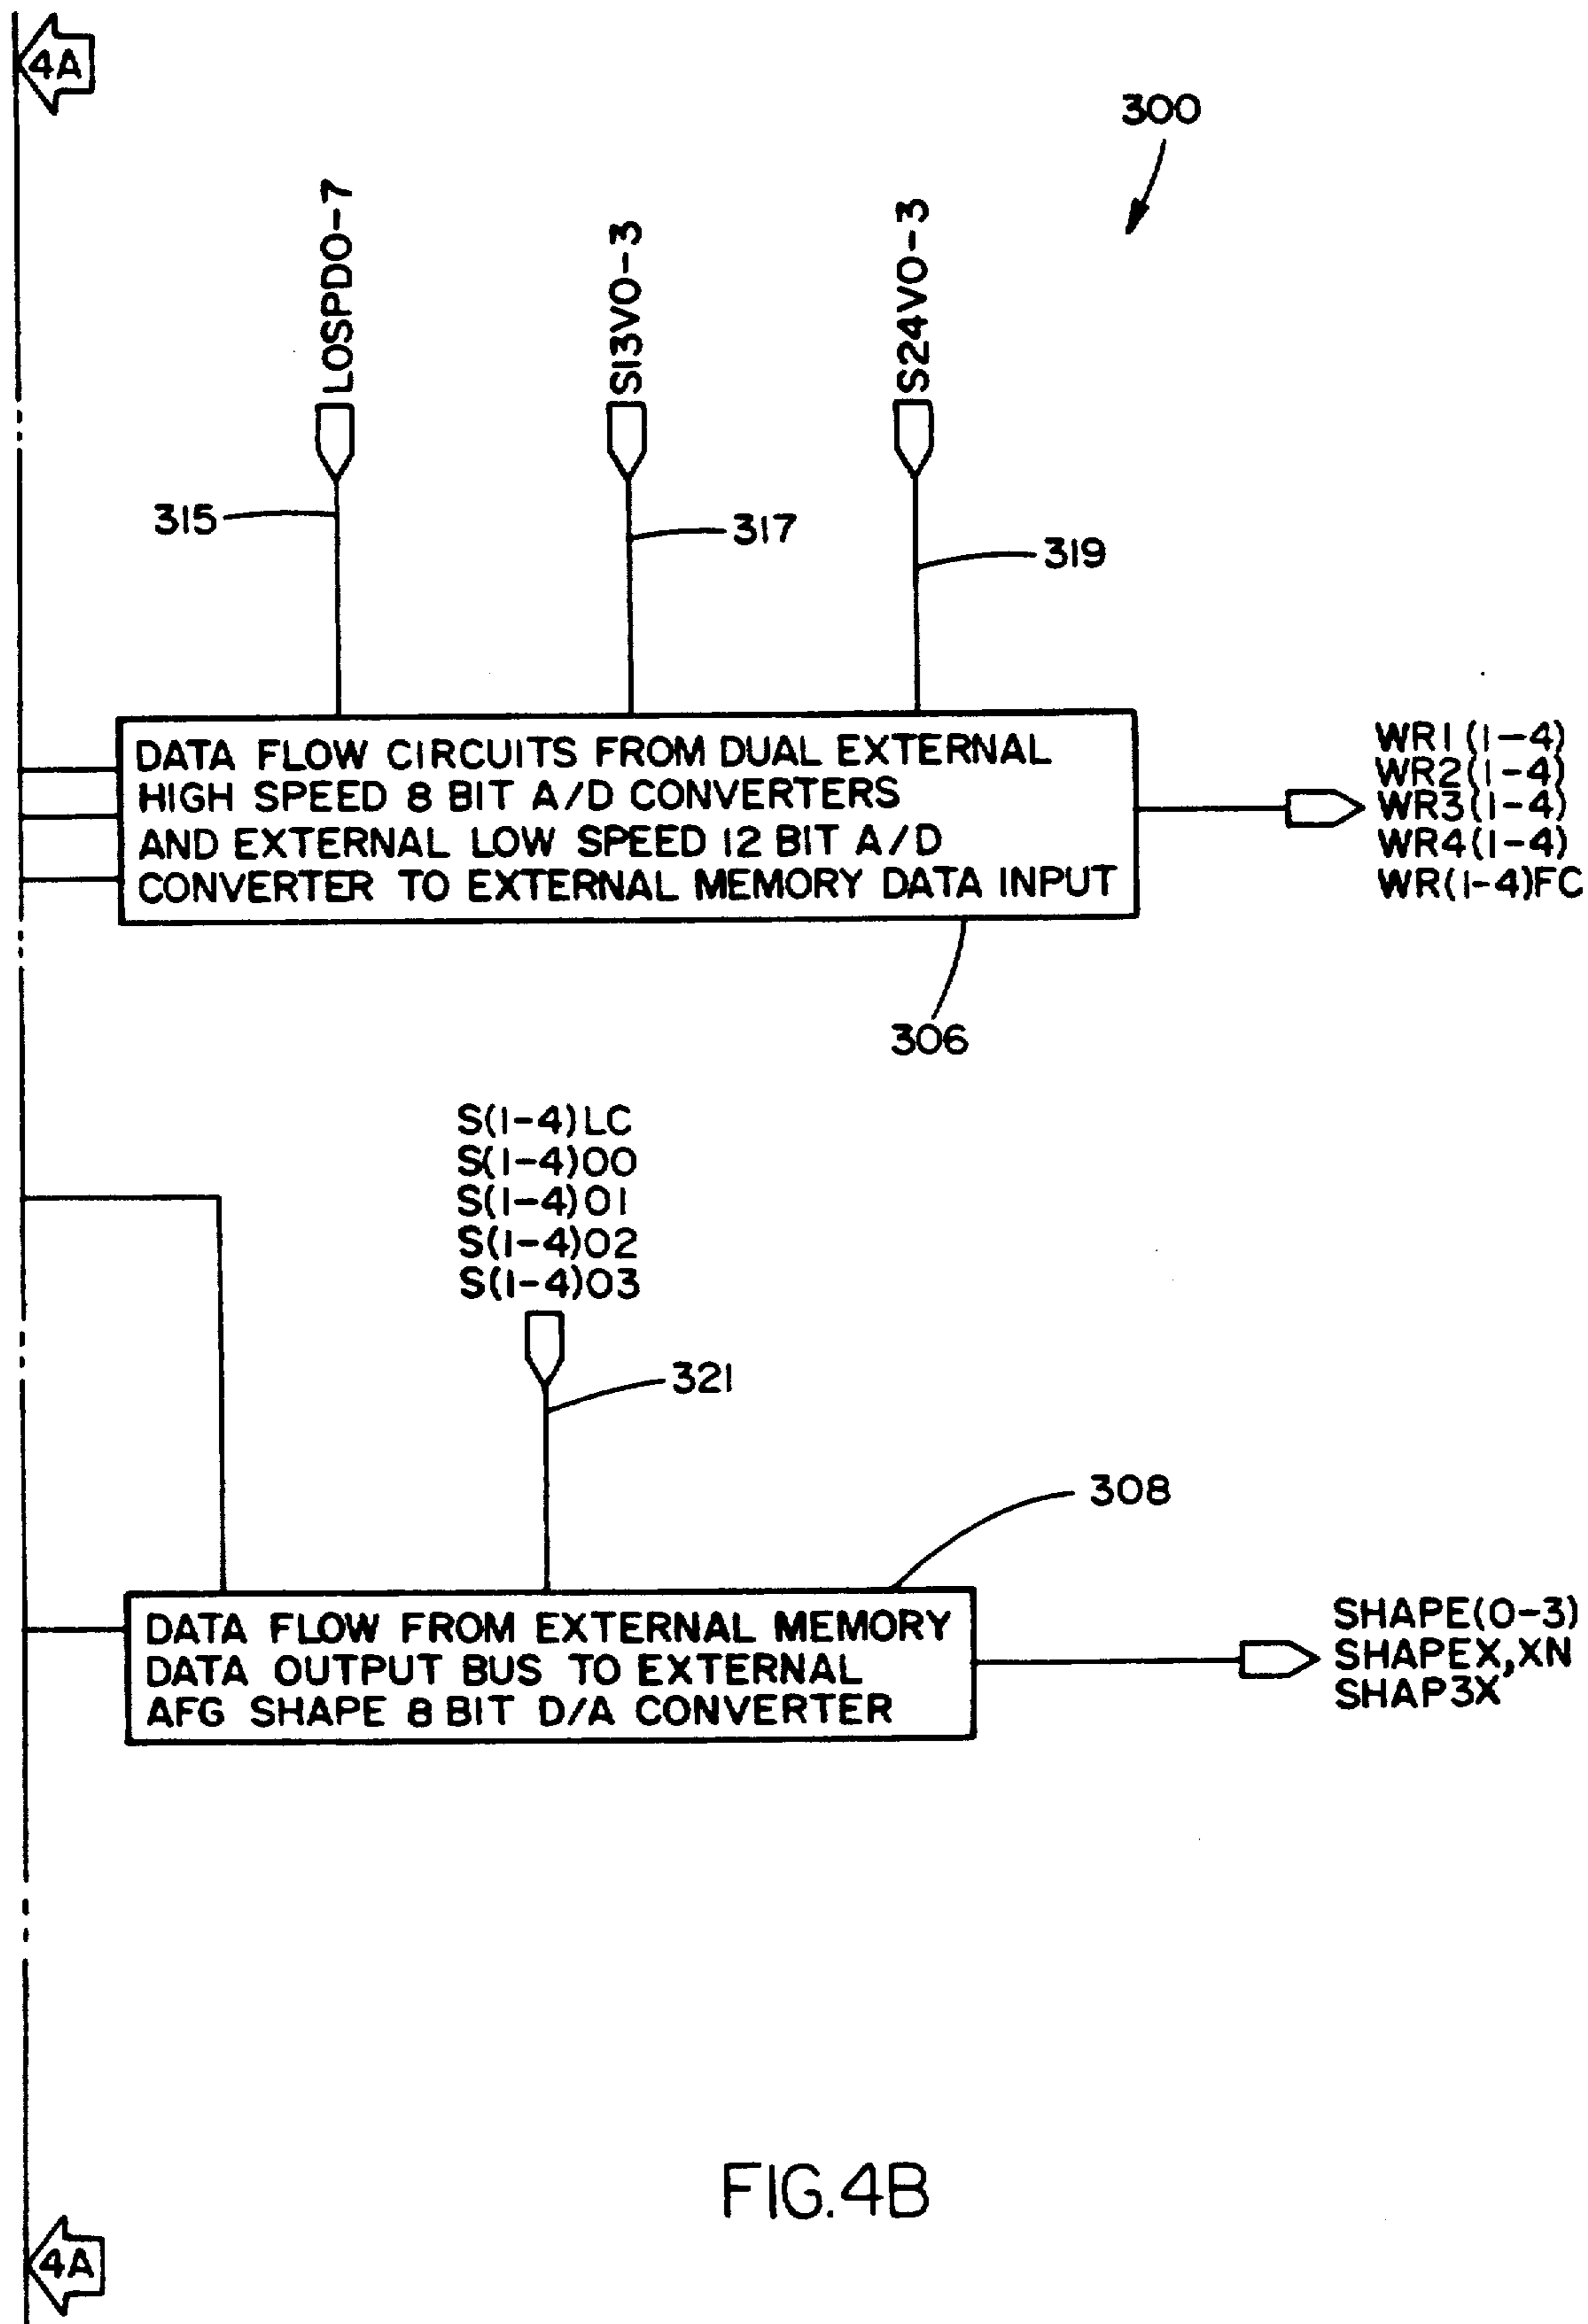 4A
300
LOSPD0-7
S13V0-3
S24V0-3
315
317
319
DATA FLOW CIRCUITS FROM DUAL EXTERNAL
HIGH SPEED 8 BIT A/D CONVERTERS
AND EXTERNAL LOW SPEED 12 BIT A/D
CONVERTER TO EXTERNAL MEMORY DATA INPUT
WR1(1-4)
WR2(1-4)
WR3(1-4)
WR4(1-4)
WR(1-4)FC
306
S(1-4)LC
S(1-4)00
S(1-4)01
S(1-4)02
S(1-4)03
321
308
DATA FLOW FROM EXTERNAL MEMORY
DATA OUTPUT BUS TO EXTERNAL
AFG SHAPE 8 BIT D/A CONVERTER
SHAPE(0-3)
SHAPEX,XN
SHAP3X
FIG.4B
4A